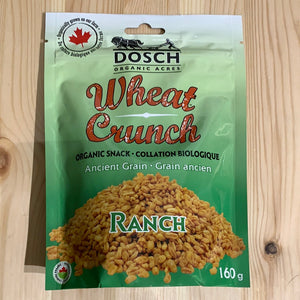 DOSCH
ORGANIC ACRES
Wheat
Crunch
ORGANIC SNACK • COLLATION BIOLOGIQUE
Ancient Grain • Grain ancien
RANCH
160 g